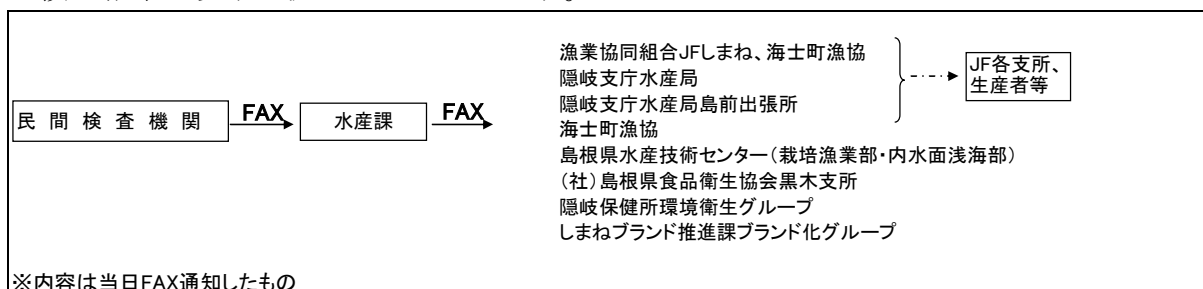 漁業協同組合JFしまね、海士町漁協
隠岐支庁水産局
隠岐支庁水産局島前出張所
海士町漁協
島根県水産技術センター(栽培漁業部・内水面浅海部)
(社)島根県食品衛生協会黒木支所
隠岐保健所環境衛生グループ
しまねブランド推進課ブランド化グループ
JF各支所、
生産者等
民間検査機関
FAX
水産課
FAX
※内容は当日FAX通知したもの